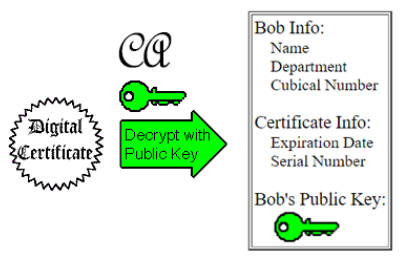 CA
Digital
Certificate
Decrypt with
Public Key
Bob Info:
Name
Department
Cubical Number
Certificate Info:
Expiration Date
Serial Number
Bob's Public Key: